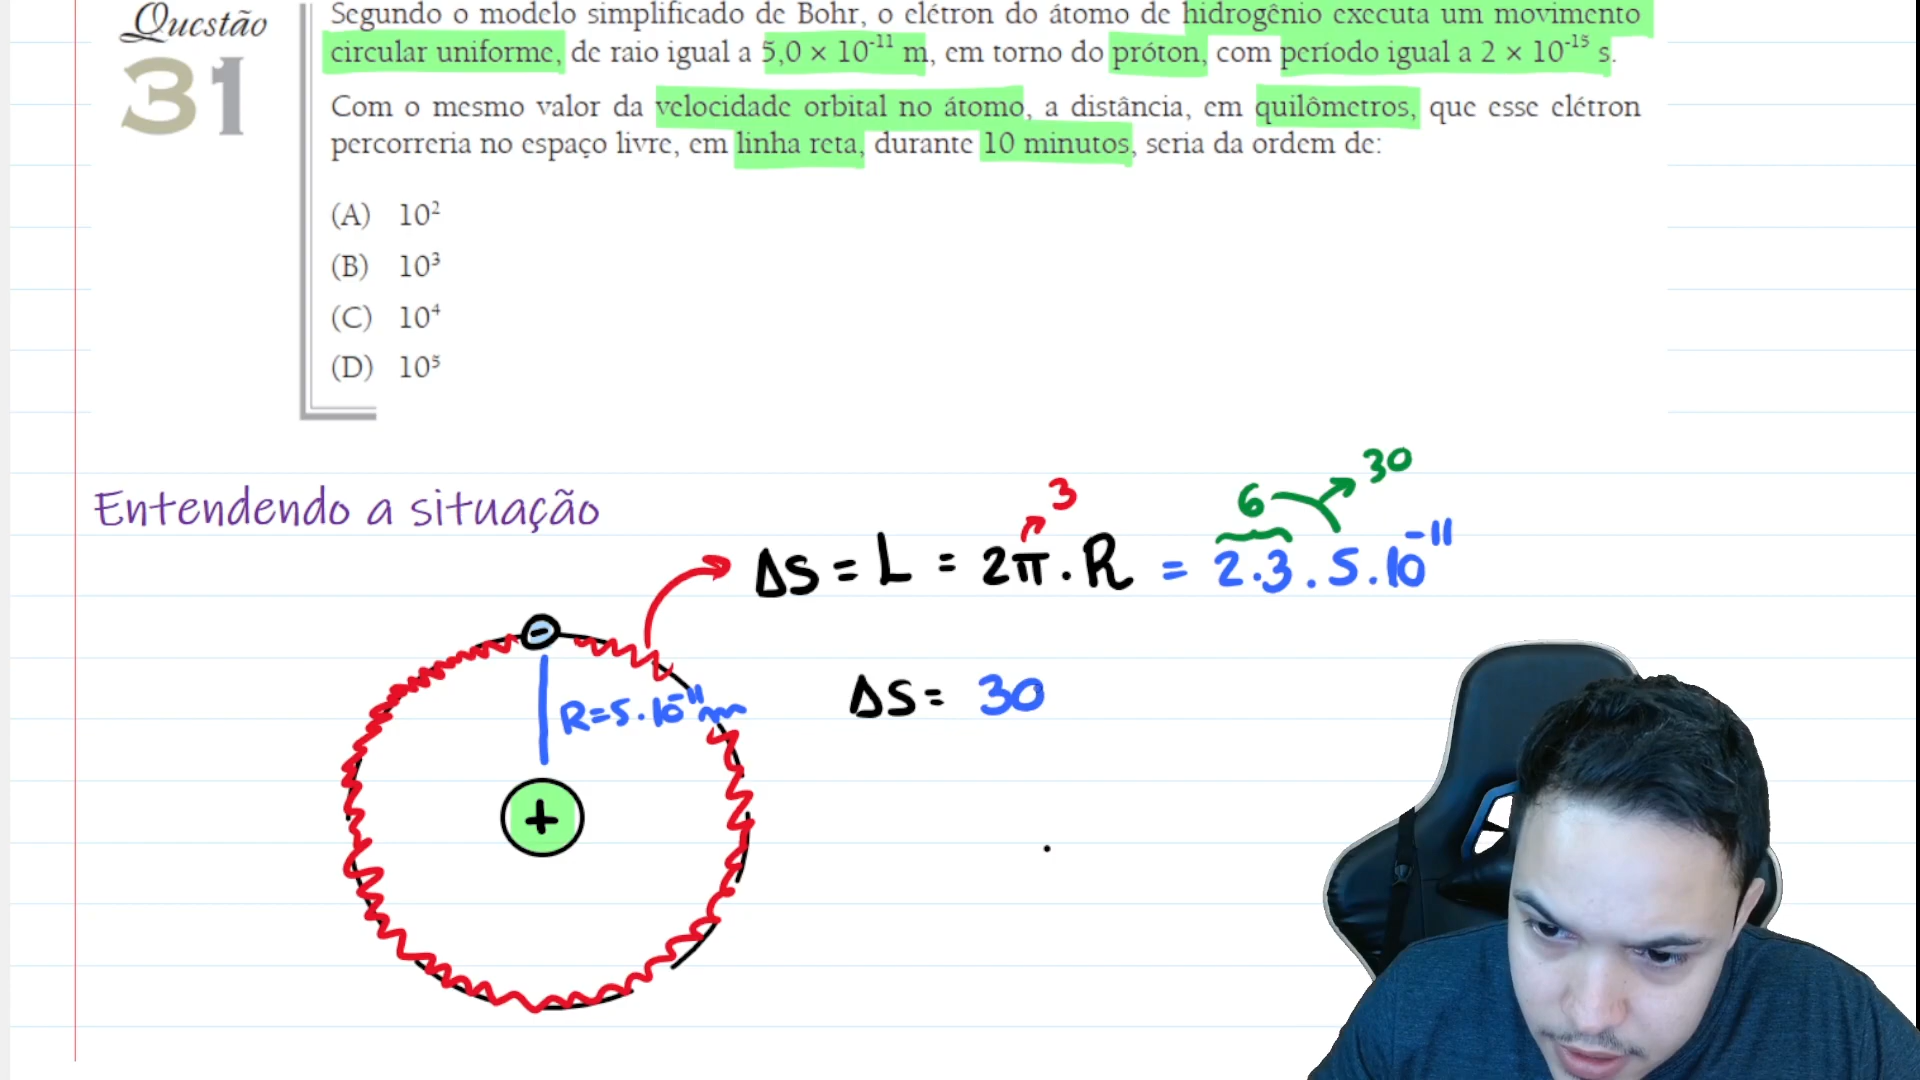 Questão
31
Segundo o modelo simplificado de Bohr, o elétron do átomo de hidrogênio executa um movimento
circular uniforme, de raio igual a 5,0 × 10⁻¹¹ m, em torno do próton, com período igual a 2 × 10⁻¹⁵ s.
Com o mesmo valor da velocidade orbital no átomo, a distância, em quilômetros, que esse elétron
percorreria no espaço livre, em linha reta, durante 10 minutos, seria da ordem de:
(A) 10²
(B) 10³
(C) 10⁴
(D) 10⁵
Entendendo a situação
3
6
30
ΔS = L = 2π . R = 2.3 . 5 . 10⁻¹¹
-
R=5.10⁻¹¹m
ΔS = 30
+